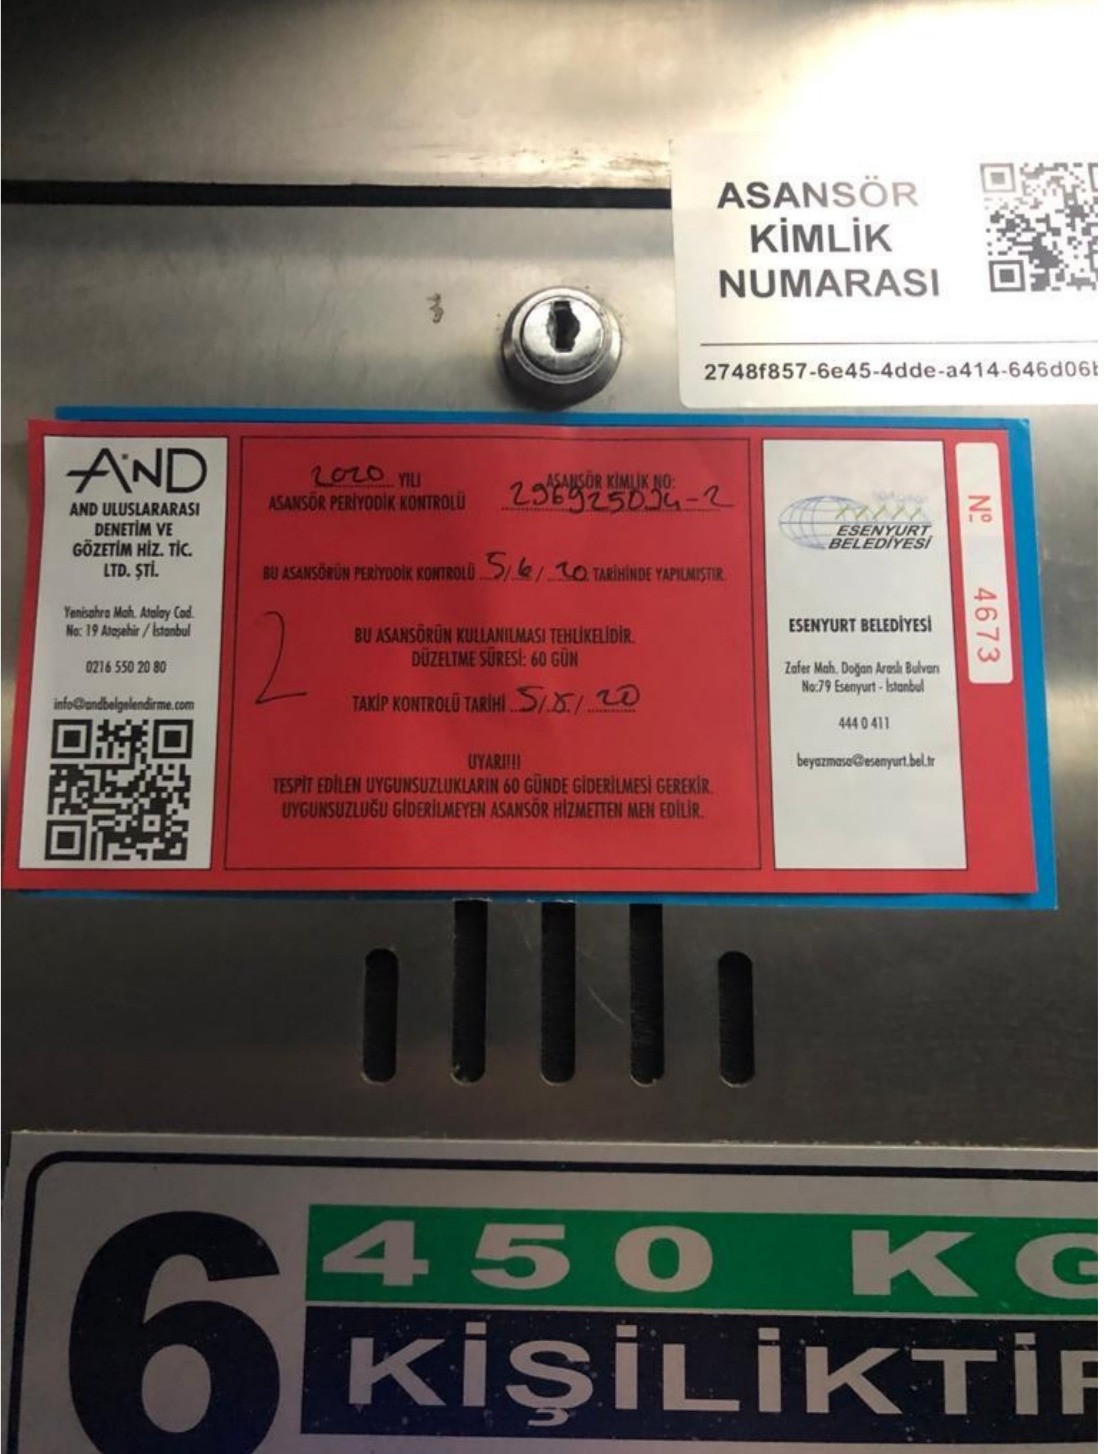 ASANSÖR
KİMLİK
NUMARASI
2748f857-6e45-4dde-a414-646d06
AND
AND ULUSLARARASI
DENETİM VE
GÖZETİM HİZ. TİC.
LTD. ŞTİ.
Yenisahra Mah. Atalay Cad.
No: 19 Ataşehir / İstanbul
0216 550 20 80
info@andbelgelendirme.com
2020 YILI
ASANSÖR PERİYODİK KONTROLÜ
ASANSÖR KİMLİK NO:
BU ASANSÖRÜN PERİYODİK KONTROLÜ 5/6/20 TARİHİNDE YAPILMIŞTIR.
2
BU ASANSÖRÜN KULLANILMASI TEHLİKELİDİR.
DÜZELTME SÜRESİ: 60 GÜN
TAKİP KONTROLÜ TARİHİ 5/8/20
UYARI!!!
TESPİT EDİLEN UYGUNSUZLUKLARIN 60 GÜNDE GİDERİLMESİ GEREKİR.
UYGUNSUZLUĞU GİDERİLMEYEN ASANSÖR HİZMETTEN MEN EDİLİR.
ESENYURT
BELEDİYESİ
ESENYURT BELEDİYESİ
Zafer Mah. Doğan Araslı Bulvarı
No:79 Esenyurt - İstanbul
444 0 411
beyazmasa@esenyurt.bel.tr
Nº 4673
6
450 KG
KİŞİLİKTİR